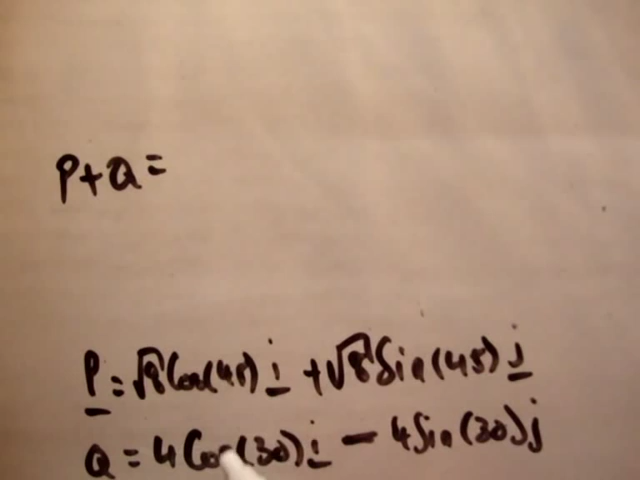 P+Q=
P = √8 Cos(45) i + √8 Sin(45) j
Q = 4 Cos(30) i - 4 Sin(30) j